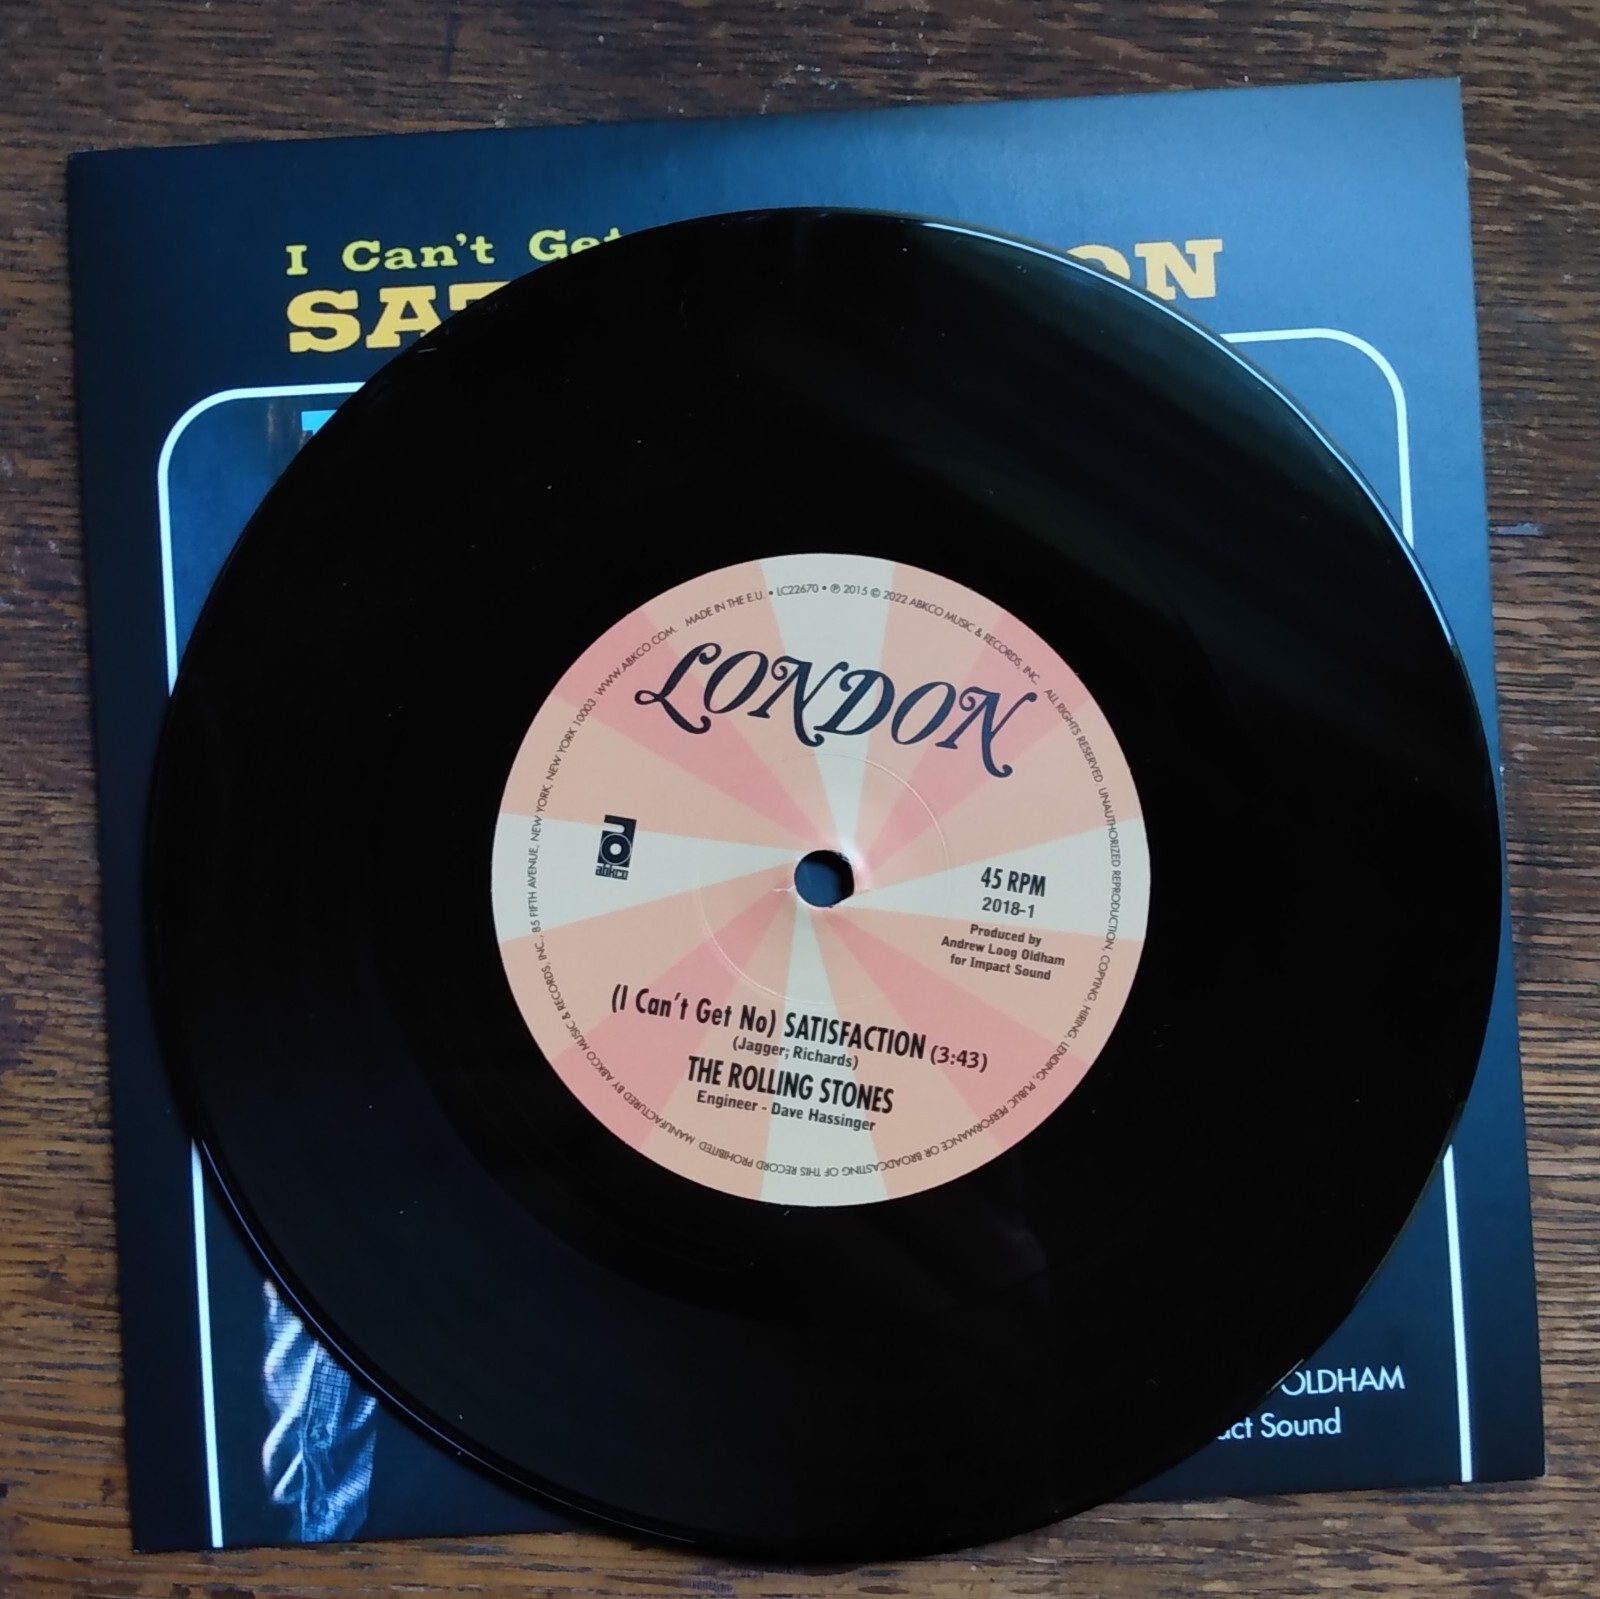 I Can't Get
SAT
ON
MANUFACTURED BY ABKCO MUSIC & RECORDS, INC., 85 FIFTH AVENUE, NEW YORK, NEW YORK 10003. WWW.ABKCO.COM. MADE IN THE E.U. • LC22670 • ℗ 2015 © 2022 ABKCO MUSIC & RECORDS, INC. ALL RIGHTS RESERVED. UNAUTHORIZED REPRODUCTION, COPYING, HIRING, LENDING, PUBLIC PERFORMANCE OR BROADCASTING OF THIS RECORD PROHIBITED.
LONDON
abkco
45 RPM
2018-1
Produced by
Andrew Loog Oldham
for Impact Sound
(I Can't Get No) SATISFACTION (3:43)
(Jagger; Richards)
THE ROLLING STONES
Engineer - Dave Hassinger
OLDHAM
act Sound